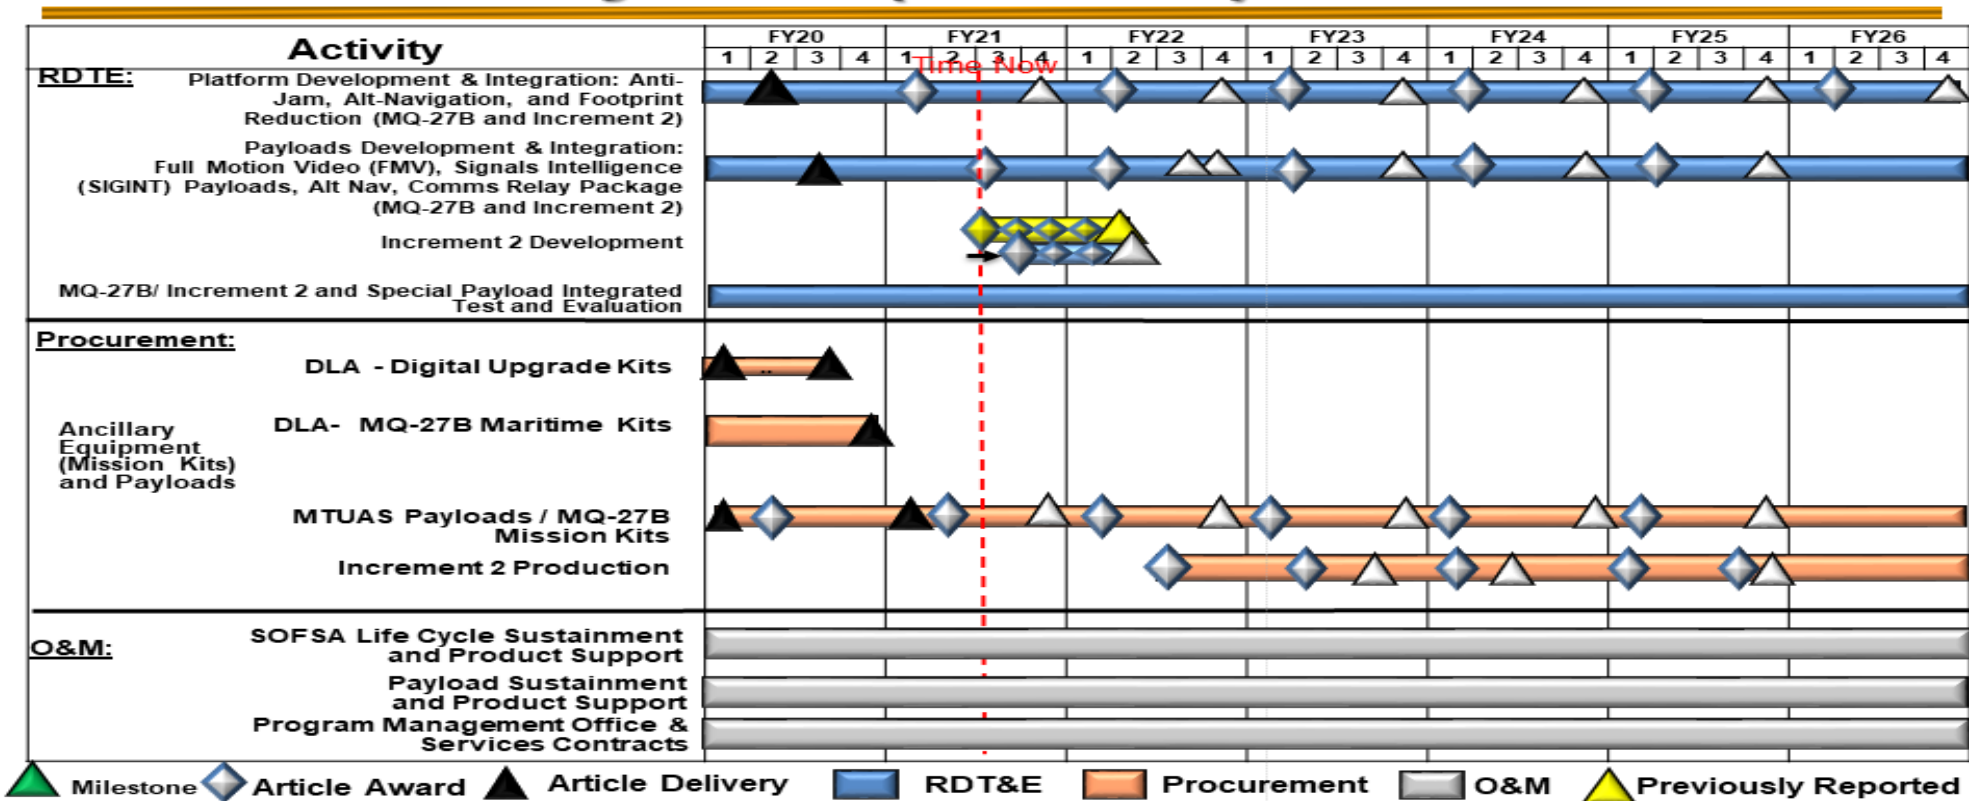 Activity
FY20 FY21 FY22 FY23 FY24 FY25 FY26
1 2 3 4 1 2 3 4 1 2 3 4 1 2 3 4 1 2 3 4 1 2 3 4 1 2 3 4
Time Now
RDTE:
Platform Development & Integration: Anti-
Jam, Alt-Navigation, and Footprint
Reduction (MQ-27B and Increment 2)
Payloads Development & Integration:
Full Motion Video (FMV), Signals Intelligence
(SIGINT) Payloads, Alt Nav, Comms Relay Package
(MQ-27B and Increment 2)
Increment 2 Development
MQ-27B/ Increment 2 and Special Payload Integrated
Test and Evaluation
Procurement:
DLA - Digital Upgrade Kits
..
DLA- MQ-27B Maritime Kits
Ancillary
Equipment
(Mission Kits)
and Payloads
MTUAS Payloads / MQ-27B
Mission Kits
Increment 2 Production
O&M:
SOFSA Life Cycle Sustainment
and Product Support
Payload Sustainment
and Product Support
Program Management Office &
Services Contracts
Milestone Article Award Article Delivery RDT&E Procurement O&M Previously Reported